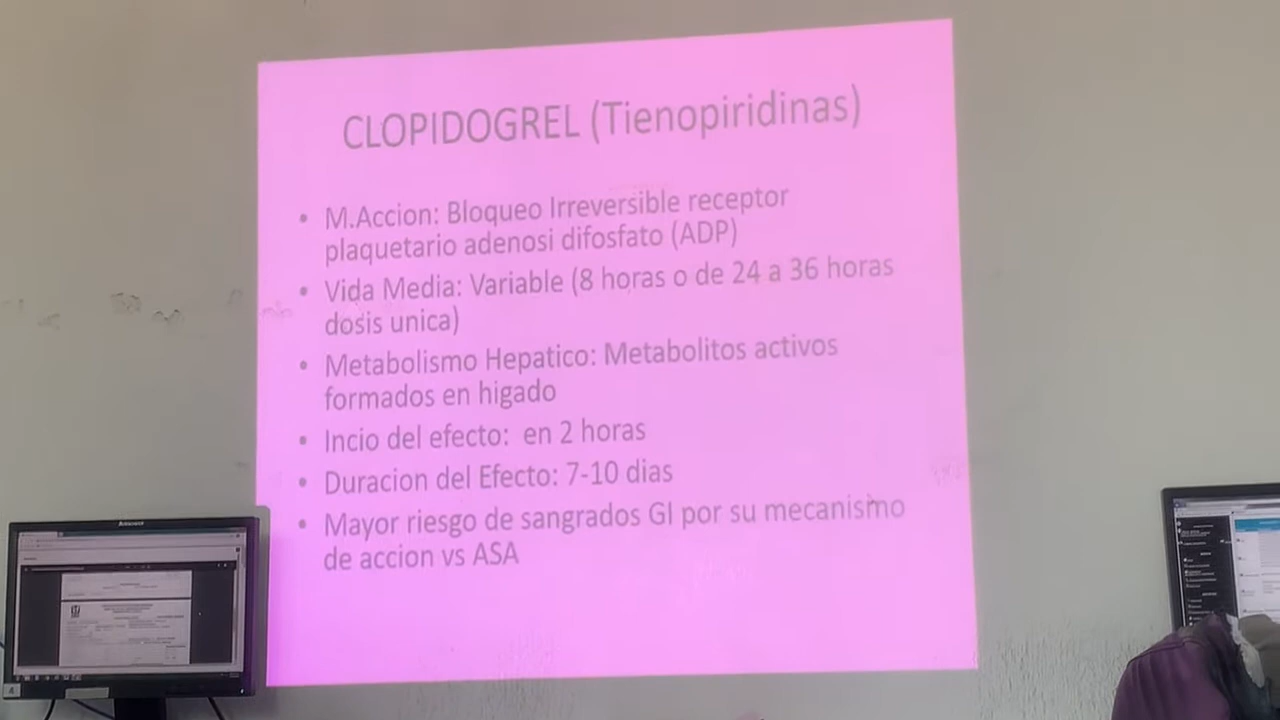 CLOPIDOGREL (Tienopiridinas)
• M.Accion: Bloqueo Irreversible receptor
plaquetario adenosi difosfato (ADP)
• Vida Media: Variable (8 horas o de 24 a 36 horas
dosis unica)
• Metabolismo Hepatico: Metabolitos activos
formados en higado
• Incio del efecto: en 2 horas
• Duracion del Efecto: 7-10 dias
• Mayor riesgo de sangrados GI por su mecanismo
de accion vs ASA